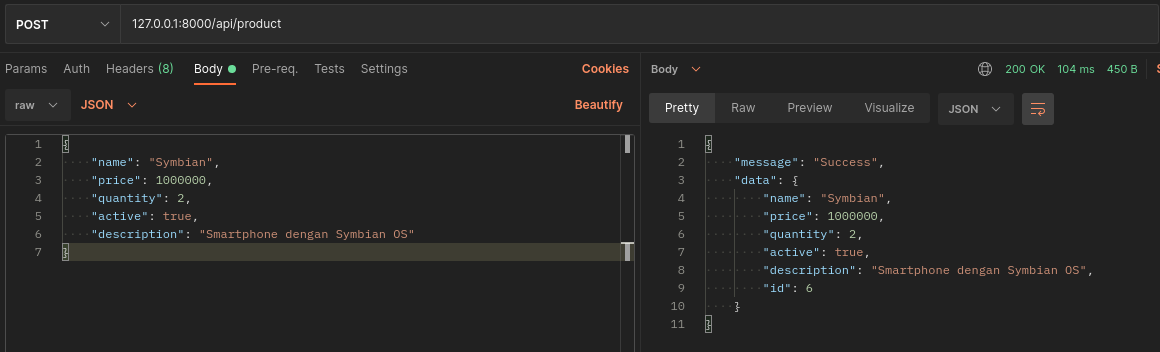 POST 127.0.0.1:8000/api/product
Params Auth Headers (8) Body Pre-req. Tests Settings Cookies
raw JSON Beautify
1 {
2 "name": "Symbian",
3 "price": 1000000,
4 "quantity": 2,
5 "active": true,
6 "description": "Smartphone dengan Symbian OS"
7 }
Body 200 OK 104 ms 450 B
Pretty Raw Preview Visualize JSON
1 {
2 "message": "Success",
3 "data": {
4 "name": "Symbian",
5 "price": 1000000,
6 "quantity": 2,
7 "active": true,
8 "description": "Smartphone dengan Symbian OS",
9 "id": 6
10 }
11 }